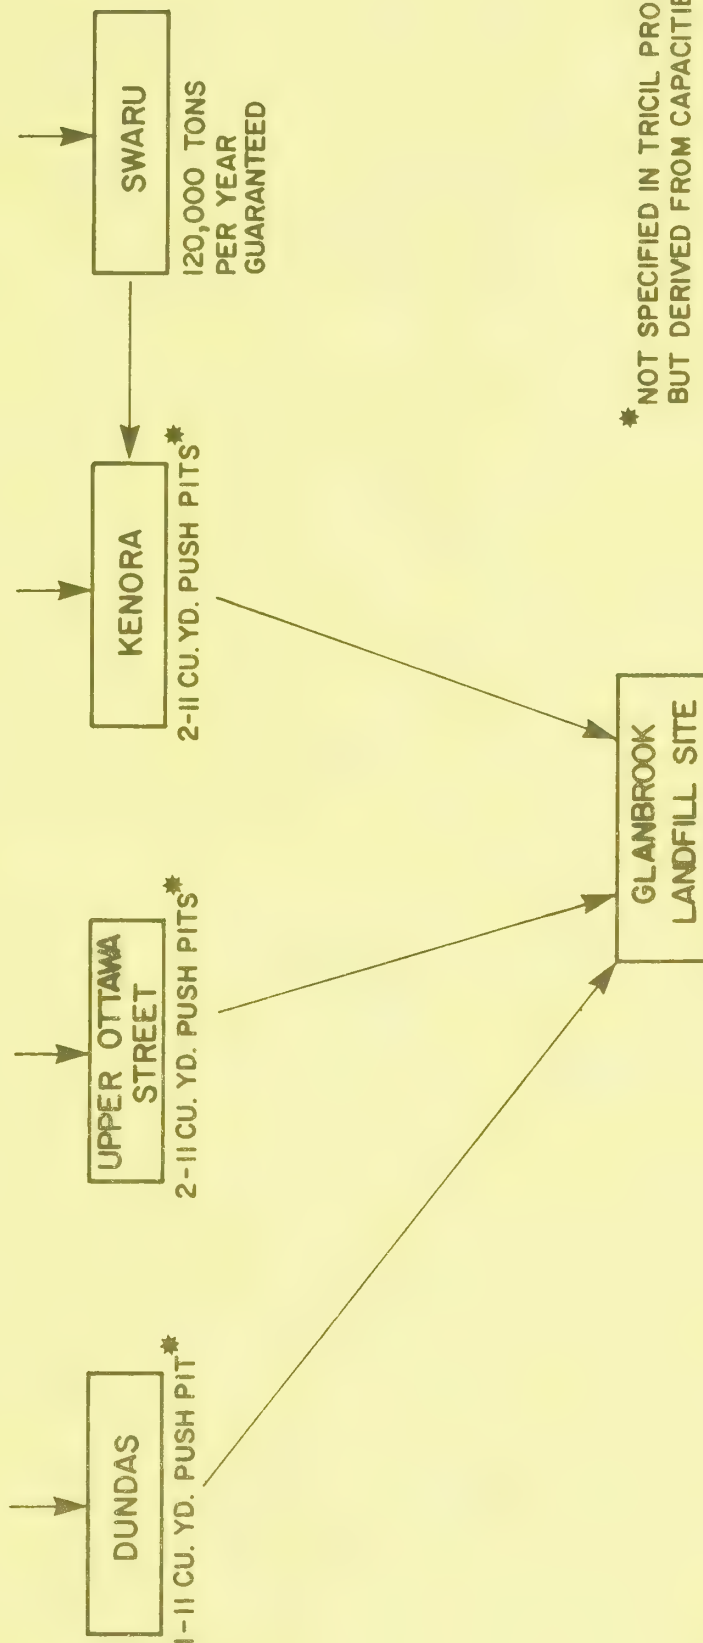 DUNDAS
1-11 CU. YD. PUSH PIT*
UPPER OTTAWA
STREET
2-11 CU. YD. PUSH PITS*
KENORA
2-11 CU. YD. PUSH PITS*
SWARU
120,000 TONS
PER YEAR
GUARANTEED
GLANBROOK
LANDFILL SITE
* NOT SPECIFIED IN TRICIL PRO
BUT DERIVED FROM CAPACITIE